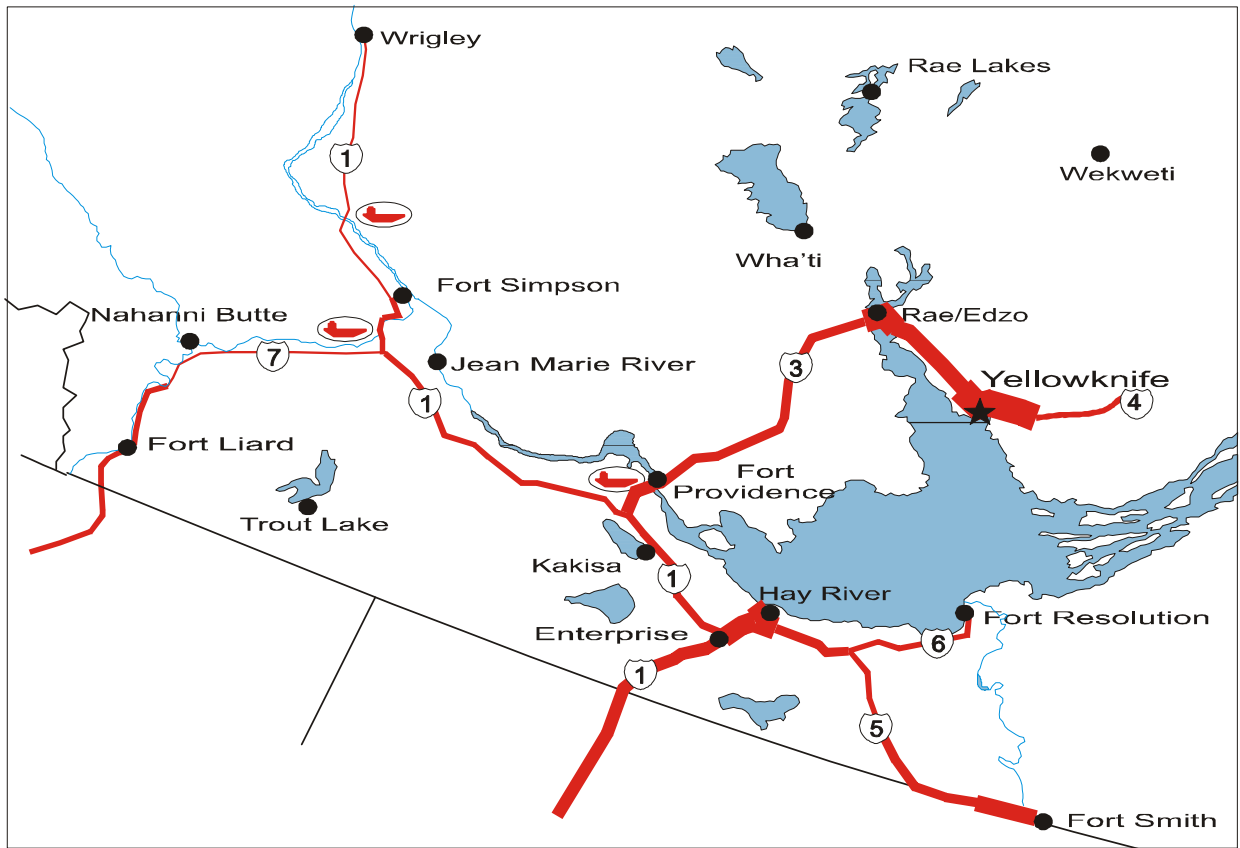 Wrigley
Rae Lakes
1
Wekweti
Wha'ti
Fort Simpson
Nahanni Butte
Rae/Edzo
7
Jean Marie River
3
Yellowknife
1
4
Fort Liard
Fort
Providence
Trout Lake
Kakisa
1
Hay River
Fort Resolution
Enterprise
6
1
5
Fort Smith